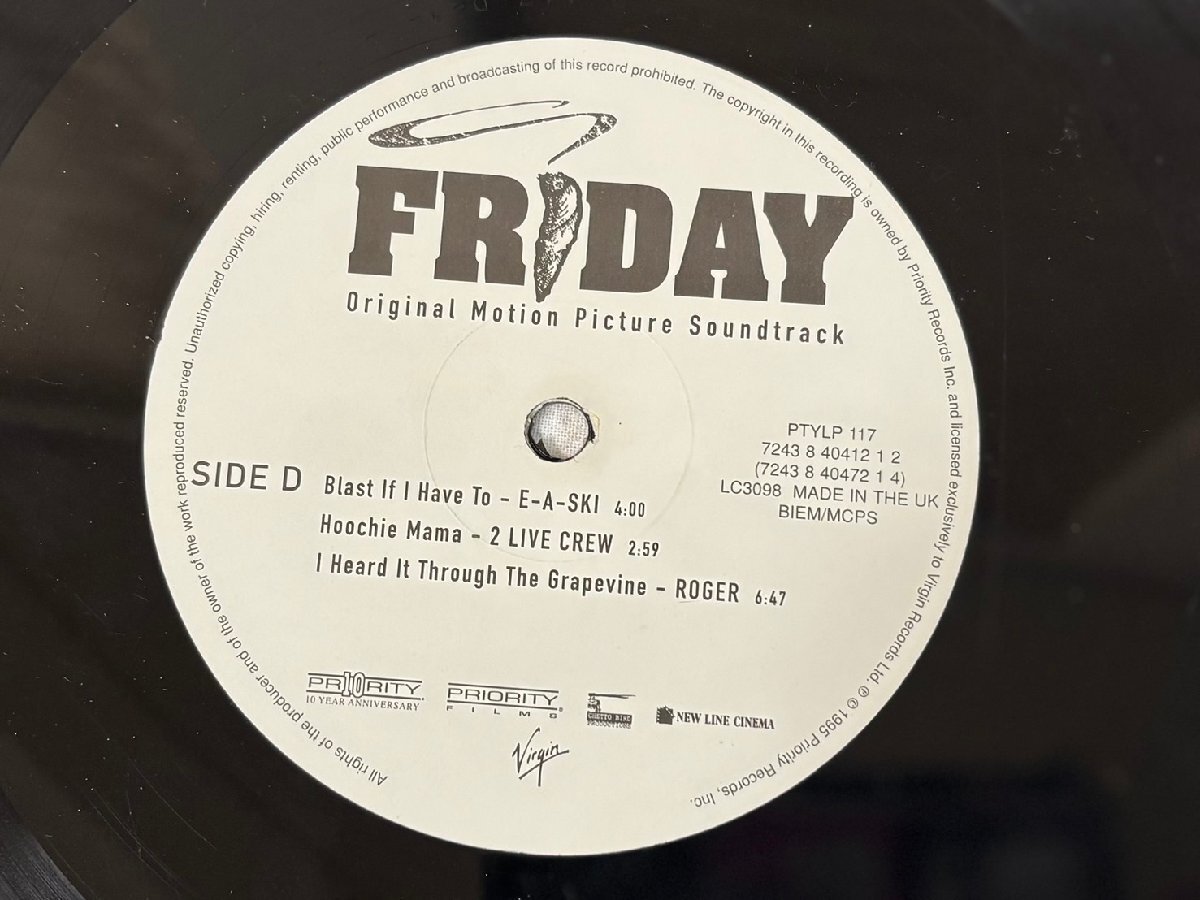 FRIDAY
Original Motion Picture Soundtrack
PTYLP 117
7243 8 40412 1 2
(7243 8 40472 1 4)
LC3098 MADE IN THE UK
BIEM/MCPS
SIDE D
Blast If I Have To - E-A-SKI 4:00
Hoochie Mama - 2 LIVE CREW 2:59
I Heard It Through The Grapevine - ROGER 6:47
PR10RITY
10 YEAR ANNIVERSARY
PRIORITY
FILMS
GHETTO BIRD
NEW LINE CINEMA
Virgin
All rights of the producer and of the owner of the work reproduced reserved. Unauthorized copying, hiring, renting, public performance and broadcasting of this record prohibited. The copyright in this recording is owned by Priority Records Inc. and licensed exclusively to Virgin Records Ltd. ℗ © 1995 Priority Records, Inc.